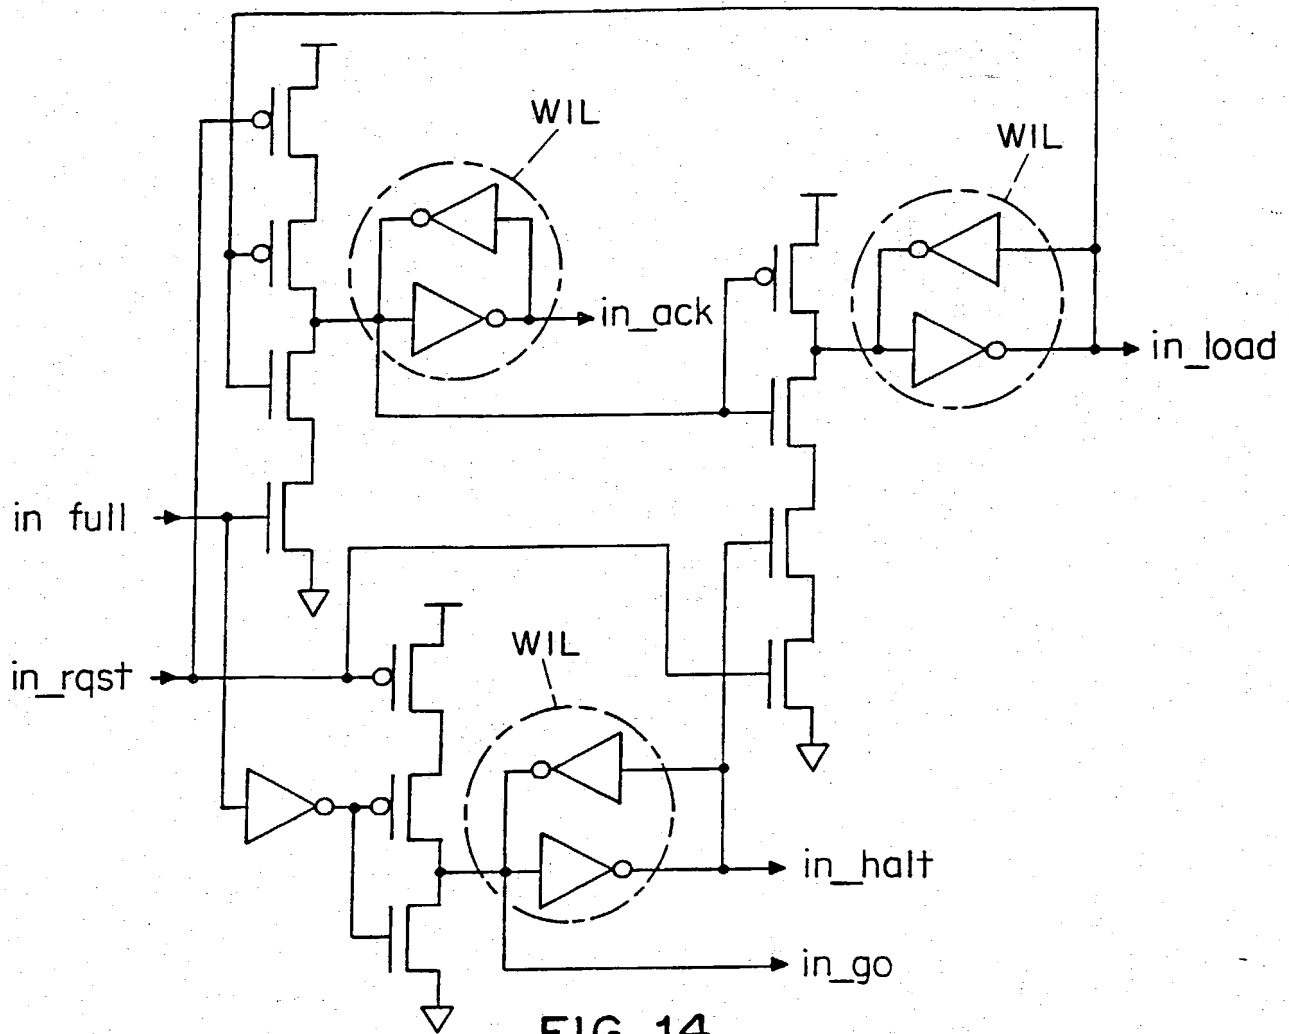 WIL
WIL
in_ack
in_load
in full
WIL
in_rqst
in_halt
in_go
FIG. 14